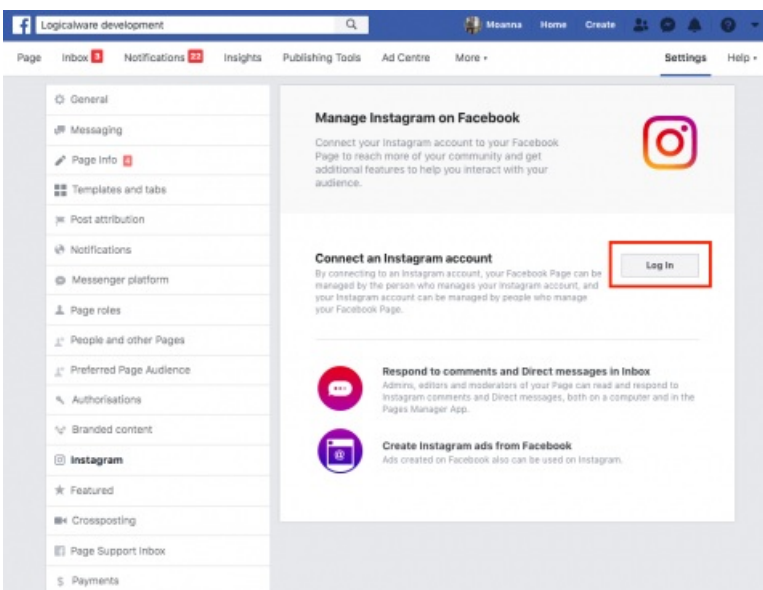 Logicalware development
Moanna Home Create
Page Inbox 3 Notifications 22 Insights Publishing Tools Ad Centre More Settings Help
General
Messaging
Page Info 4
Templates and tabs
Post attribution
Notifications
Messenger platform
Page roles
People and other Pages
Preferred Page Audience
Authorisations
Branded content
Instagram
Featured
Crossposting
Page Support Inbox
Payments
Manage Instagram on Facebook
Connect your Instagram account to your Facebook
Page to reach more of your community and get
additional features to help you interact with your
audience.
Connect an Instagram account
By connecting to an Instagram account, your Facebook Page can be
managed by the person who manages your Instagram account, and
your Instagram account can be managed by people who manage
your Facebook Page.
Log In
Respond to comments and Direct messages in Inbox
Admins, editors and moderators of your Page can read and respond to
Instagram comments and Direct messages, both on a computer and in the
Pages Manager App.
Create Instagram ads from Facebook
Ads created on Facebook also can be used on Instagram.